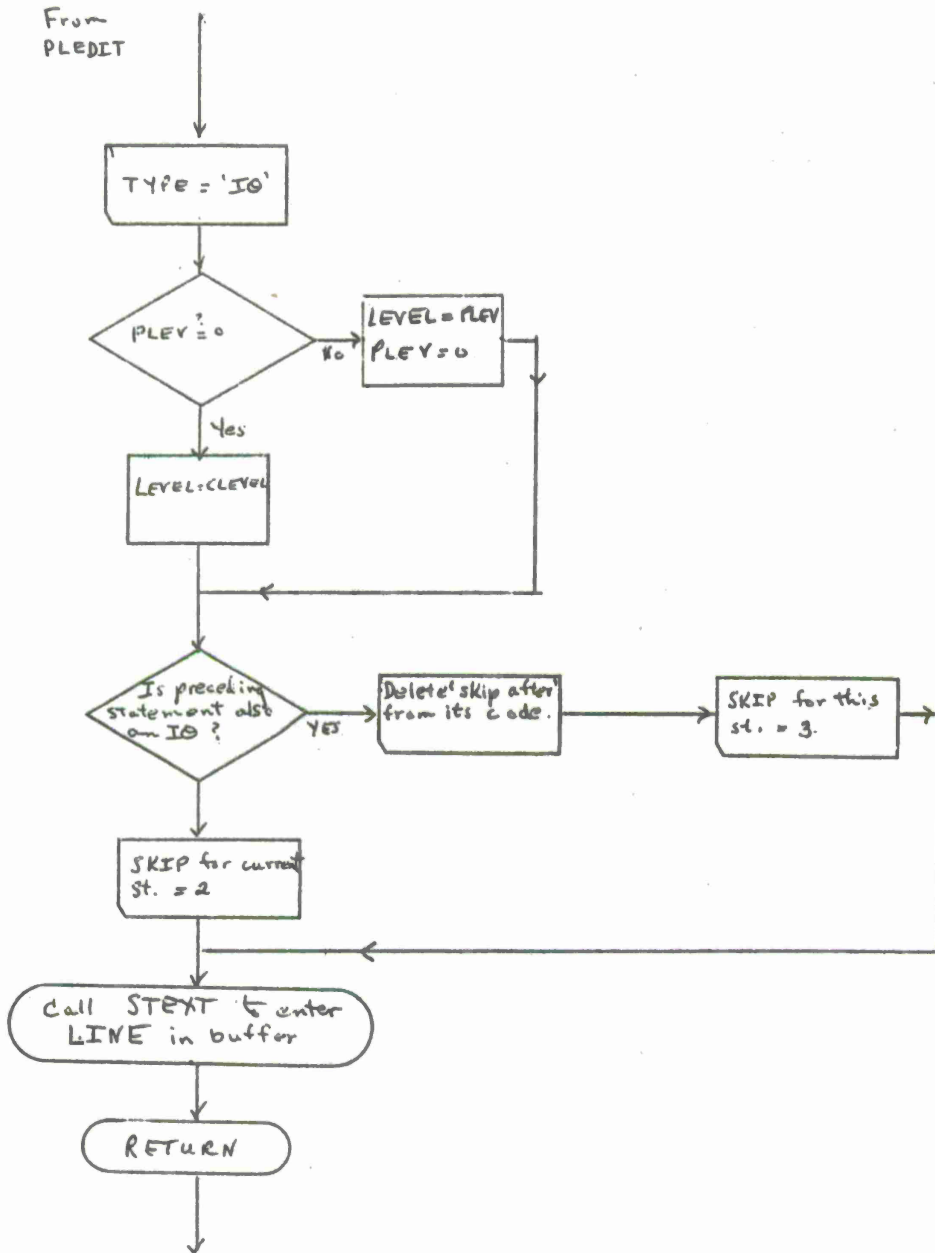 From
PLEDIT
TYPE = 'IΘ'
PLEV ?= 0
No
LEVEL = PLEV
PLEV = 0
Yes
LEVEL = CLEVEL
Is preceding
statement also
an IΘ ?
YES
Delete 'skip after'
from its code.
SKIP for this
st. = 3.
SKIP for current
st. = 2
Call STEXT to enter
LINE in buffer
RETURN